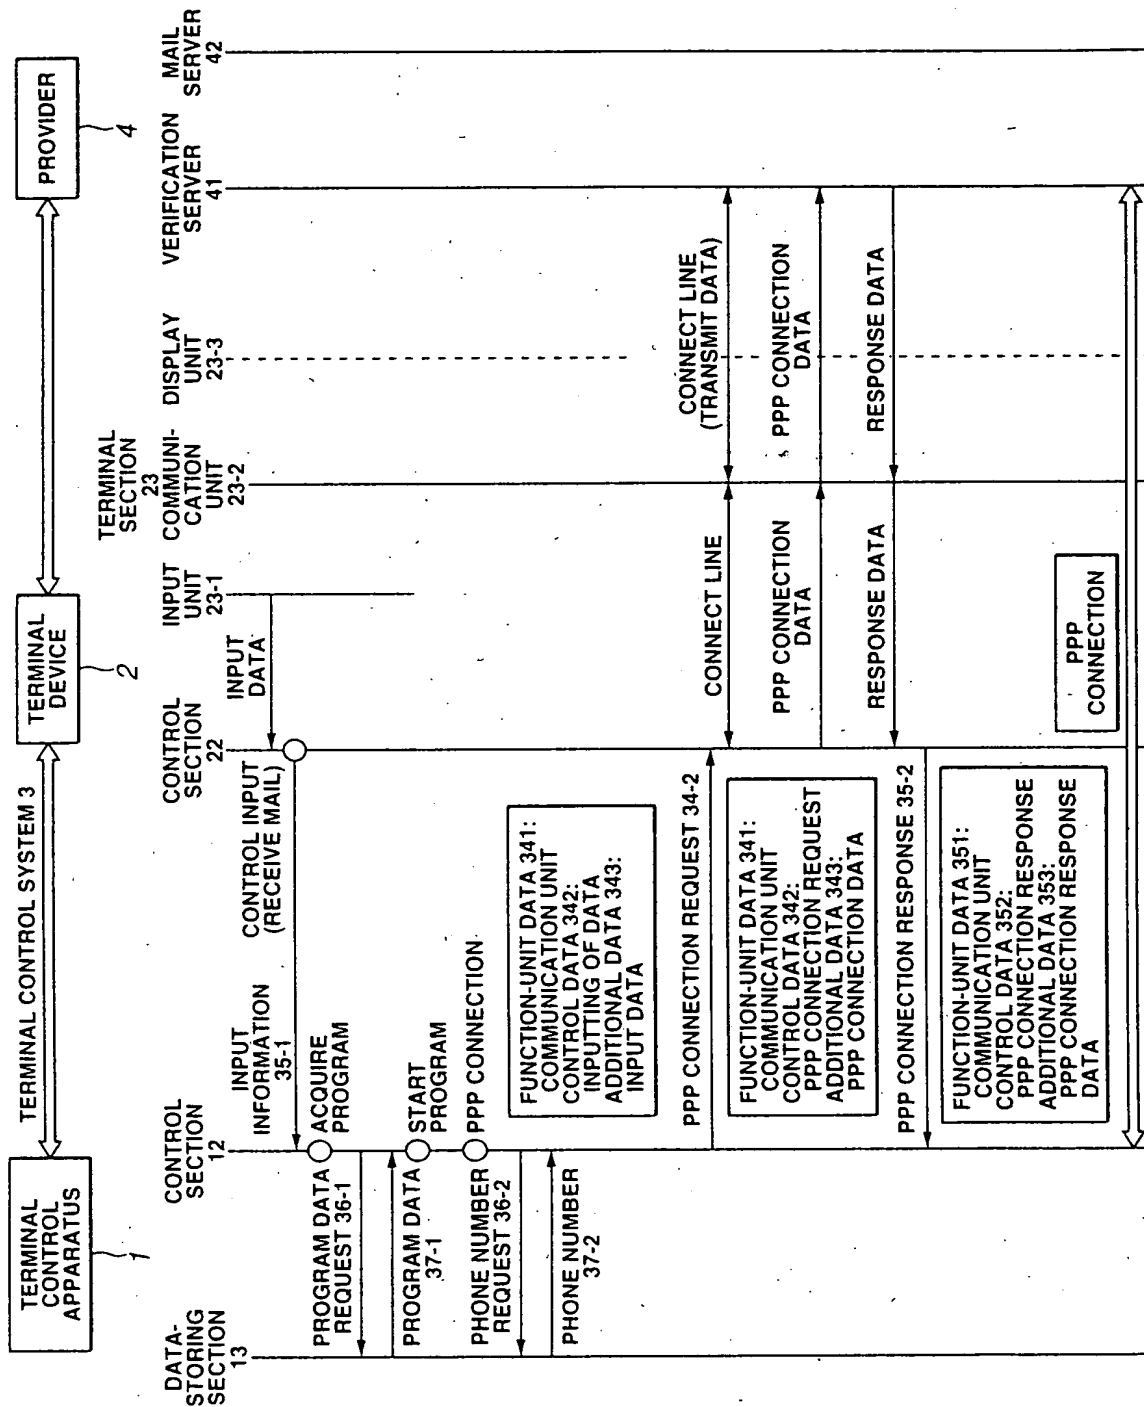 TERMINAL
CONTROL
APPARATUS
1
TERMINAL CONTROL SYSTEM 3
TERMINAL
DEVICE
2
PROVIDER
4
DATA-
STORING
SECTION
13
CONTROL
SECTION
12
CONTROL
SECTION
22
TERMINAL
SECTION
23
INPUT
UNIT
23-1
COMMUNI-
CATION
UNIT
23-2
DISPLAY
UNIT
23-3
VERIFICATION
SERVER
41
MAIL
SERVER
42
INPUT
DATA
CONTROL INPUT
(RECEIVE MAIL)
INPUT
INFORMATION
35-1
ACQUIRE
PROGRAM
PROGRAM DATA
REQUEST 36-1
PROGRAM DATA
37-1
START
PROGRAM
PPP CONNECTION
PHONE NUMBER
REQUEST 36-2
PHONE NUMBER
37-2
FUNCTION-UNIT DATA 341:
COMMUNICATION UNIT
CONTROL DATA 342:
INPUTTING OF DATA
ADDITIONAL DATA 343:
INPUT DATA
PPP CONNECTION REQUEST 34-2
CONNECT LINE
CONNECT LINE
(TRANSMIT DATA)
FUNCTION-UNIT DATA 341:
COMMUNICATION UNIT
CONTROL DATA 342:
PPP CONNECTION REQUEST
ADDITIONAL DATA 343:
PPP CONNECTION DATA
PPP CONNECTION
DATA
PPP CONNECTION
DATA
RESPONSE DATA
RESPONSE DATA
PPP CONNECTION RESPONSE 35-2
FUNCTION-UNIT DATA 351:
COMMUNICATION UNIT
CONTROL DATA 352:
PPP CONNECTION RESPONSE
ADDITIONAL DATA 353:
PPP CONNECTION RESPONSE
DATA
PPP
CONNECTION